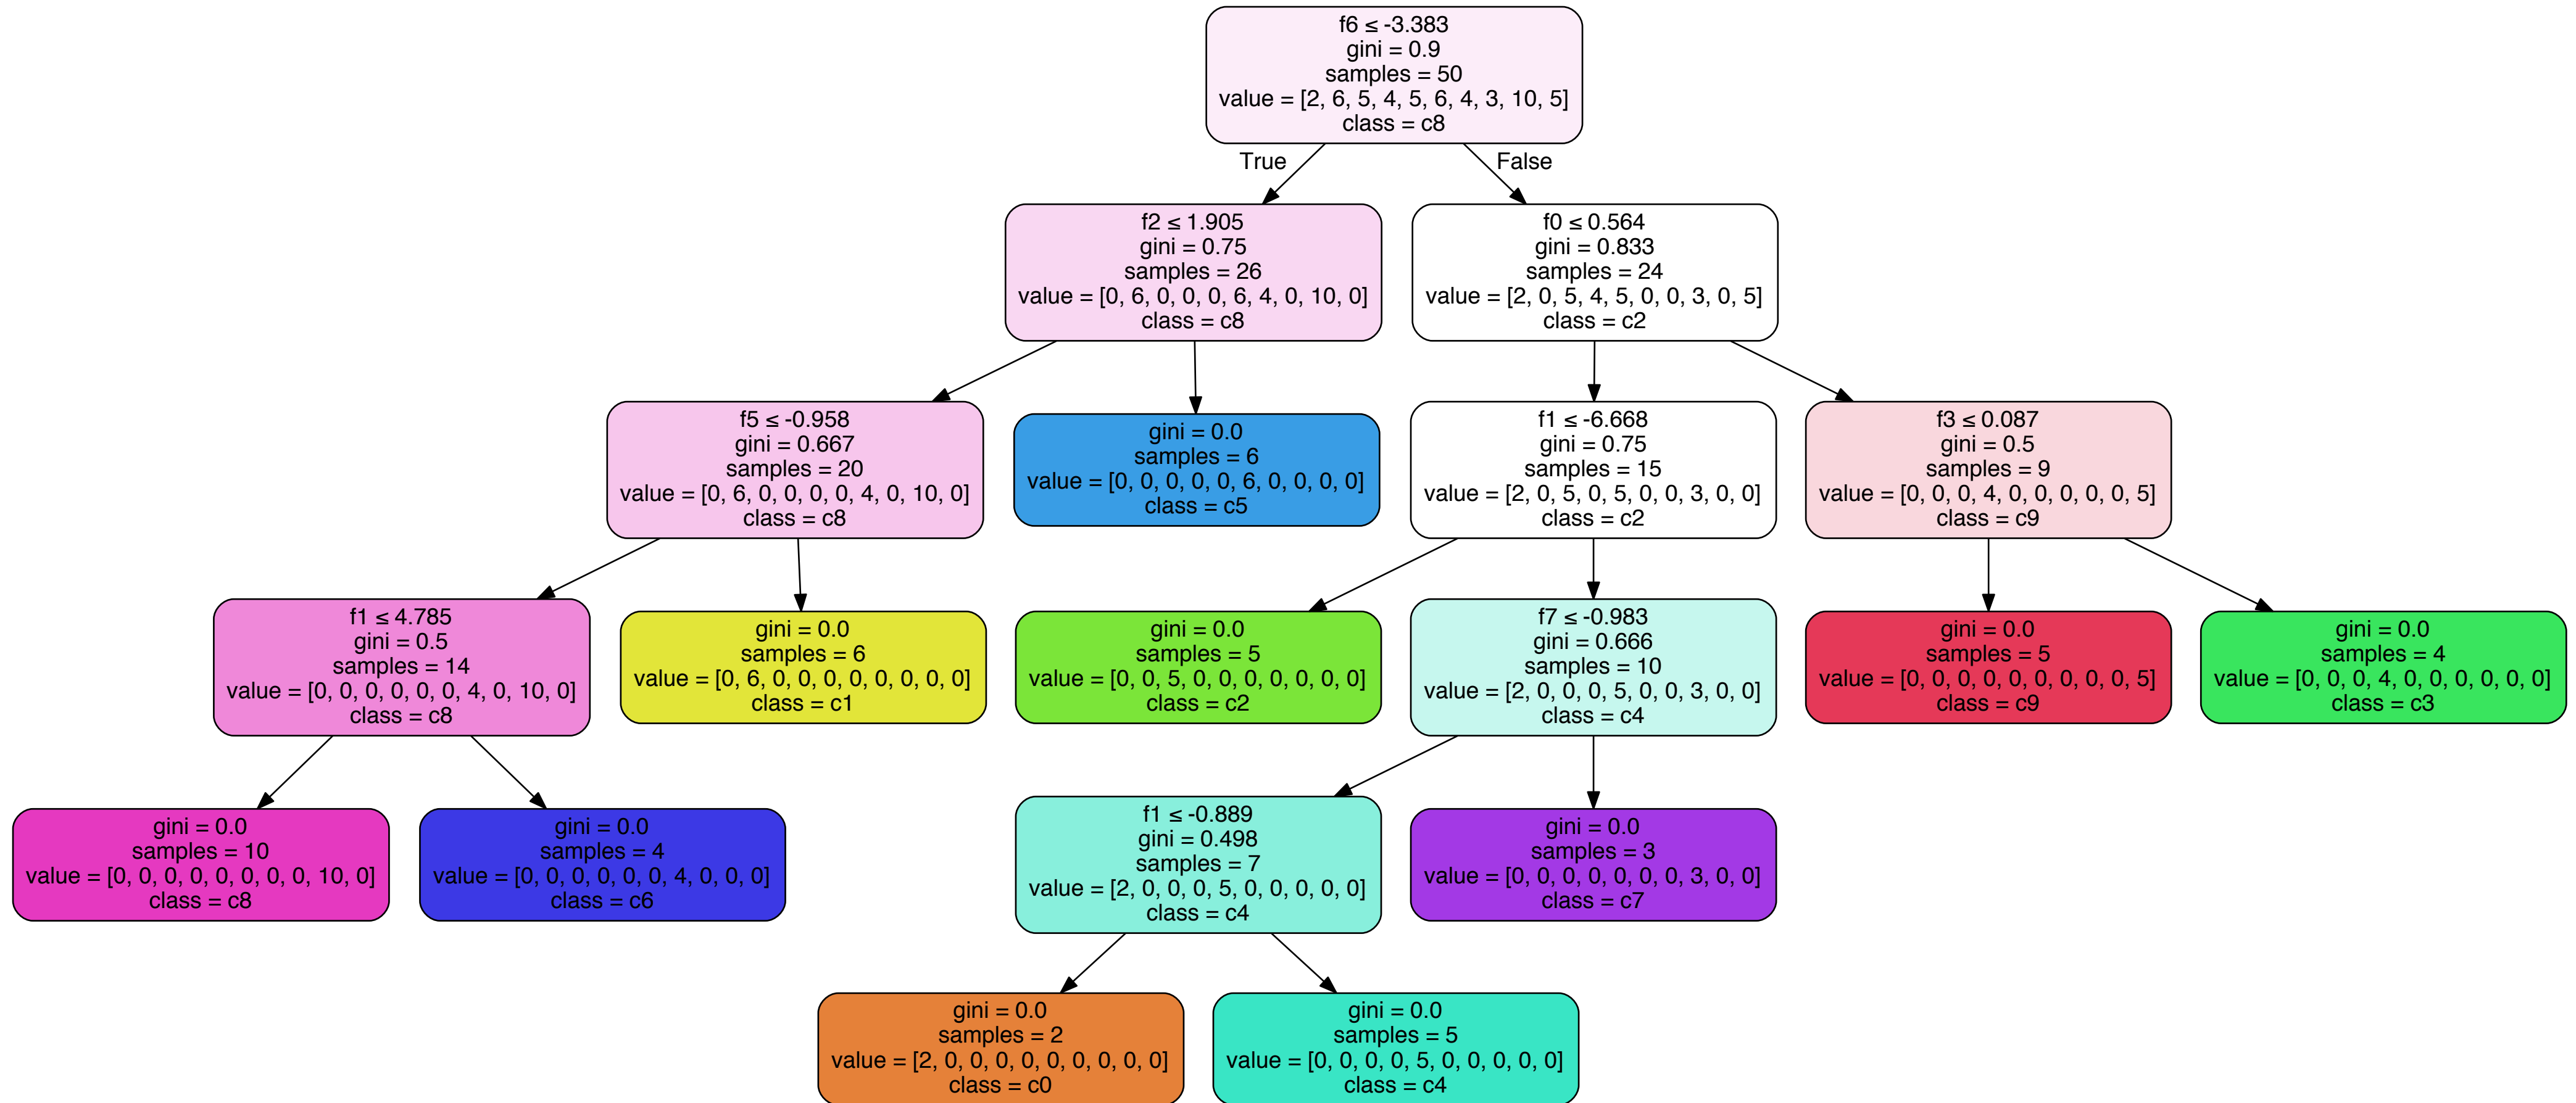 f6 ≤ -3.383
gini = 0.9
samples = 50
value = [2, 6, 5, 4, 5, 6, 4, 3, 10, 5]
class = c8
True
False
f2 ≤ 1.905
gini = 0.75
samples = 26
value = [0, 6, 0, 0, 0, 6, 4, 0, 10, 0]
class = c8
f0 ≤ 0.564
gini = 0.833
samples = 24
value = [2, 0, 5, 4, 5, 0, 0, 3, 0, 5]
class = c2
f5 ≤ -0.958
gini = 0.667
samples = 20
value = [0, 6, 0, 0, 0, 0, 4, 0, 10, 0]
class = c8
gini = 0.0
samples = 6
value = [0, 0, 0, 0, 0, 6, 0, 0, 0, 0]
class = c5
f1 ≤ -6.668
gini = 0.75
samples = 15
value = [2, 0, 5, 0, 5, 0, 0, 3, 0, 0]
class = c2
f3 ≤ 0.087
gini = 0.5
samples = 9
value = [0, 0, 0, 4, 0, 0, 0, 0, 0, 5]
class = c9
f1 ≤ 4.785
gini = 0.5
samples = 14
value = [0, 0, 0, 0, 0, 0, 4, 0, 10, 0]
class = c8
gini = 0.0
samples = 6
value = [0, 6, 0, 0, 0, 0, 0, 0, 0, 0]
class = c1
gini = 0.0
samples = 5
value = [0, 0, 5, 0, 0, 0, 0, 0, 0, 0]
class = c2
f7 ≤ -0.983
gini = 0.666
samples = 10
value = [2, 0, 0, 0, 5, 0, 0, 3, 0, 0]
class = c4
gini = 0.0
samples = 5
value = [0, 0, 0, 0, 0, 0, 0, 0, 0, 5]
class = c9
gini = 0.0
samples = 4
value = [0, 0, 0, 4, 0, 0, 0, 0, 0, 0]
class = c3
gini = 0.0
samples = 10
value = [0, 0, 0, 0, 0, 0, 0, 0, 10, 0]
class = c8
gini = 0.0
samples = 4
value = [0, 0, 0, 0, 0, 0, 4, 0, 0, 0]
class = c6
f1 ≤ -0.889
gini = 0.498
samples = 7
value = [2, 0, 0, 0, 5, 0, 0, 0, 0, 0]
class = c4
gini = 0.0
samples = 3
value = [0, 0, 0, 0, 0, 0, 0, 3, 0, 0]
class = c7
gini = 0.0
samples = 2
value = [2, 0, 0, 0, 0, 0, 0, 0, 0, 0]
class = c0
gini = 0.0
samples = 5
value = [0, 0, 0, 0, 5, 0, 0, 0, 0, 0]
class = c4